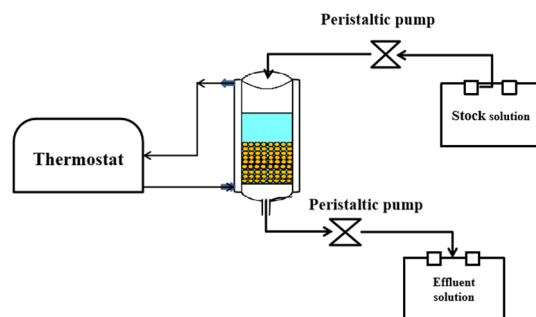 Peristaltic pump
Stock solution
Thermostat
Peristaltic pump
Effluent
solution